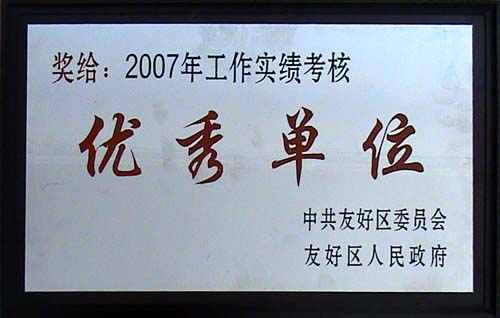 奖给：2007年工作实绩考核
优秀单位
中共友好区委员会
友好区人民政府